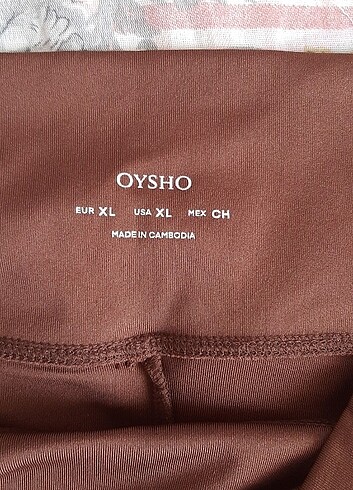 OYSHO
EUR XL USA XL MEX CH
MADE IN CAMBODIA